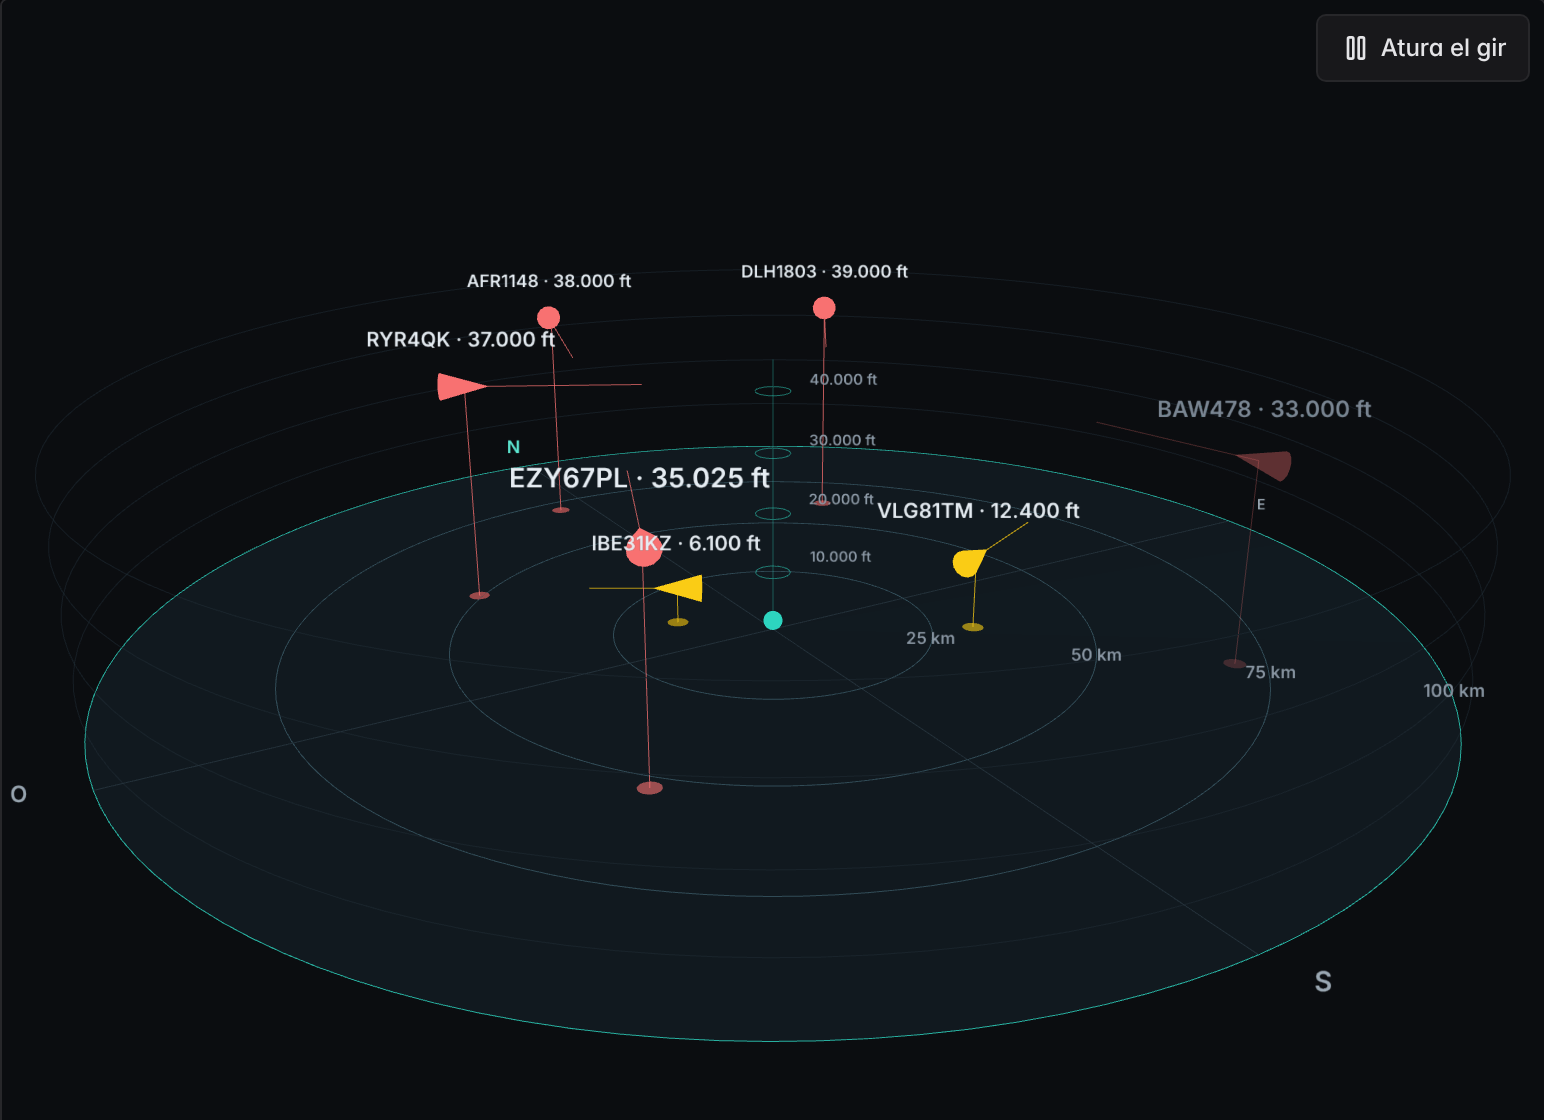 Atura el gir
DLH1803 · 39.000 ft
AFR1148 · 38.000 ft
RYR4QK · 37.000 ft
40.000 ft
BAW478 · 33.000 ft
30.000 ft
N
EZY67PL · 35.025 ft
20.000 ft
E
VLG81TM · 12.400 ft
IBE31KZ · 6.100 ft
10.000 ft
25 km
50 km
75 km
100 km
O
S